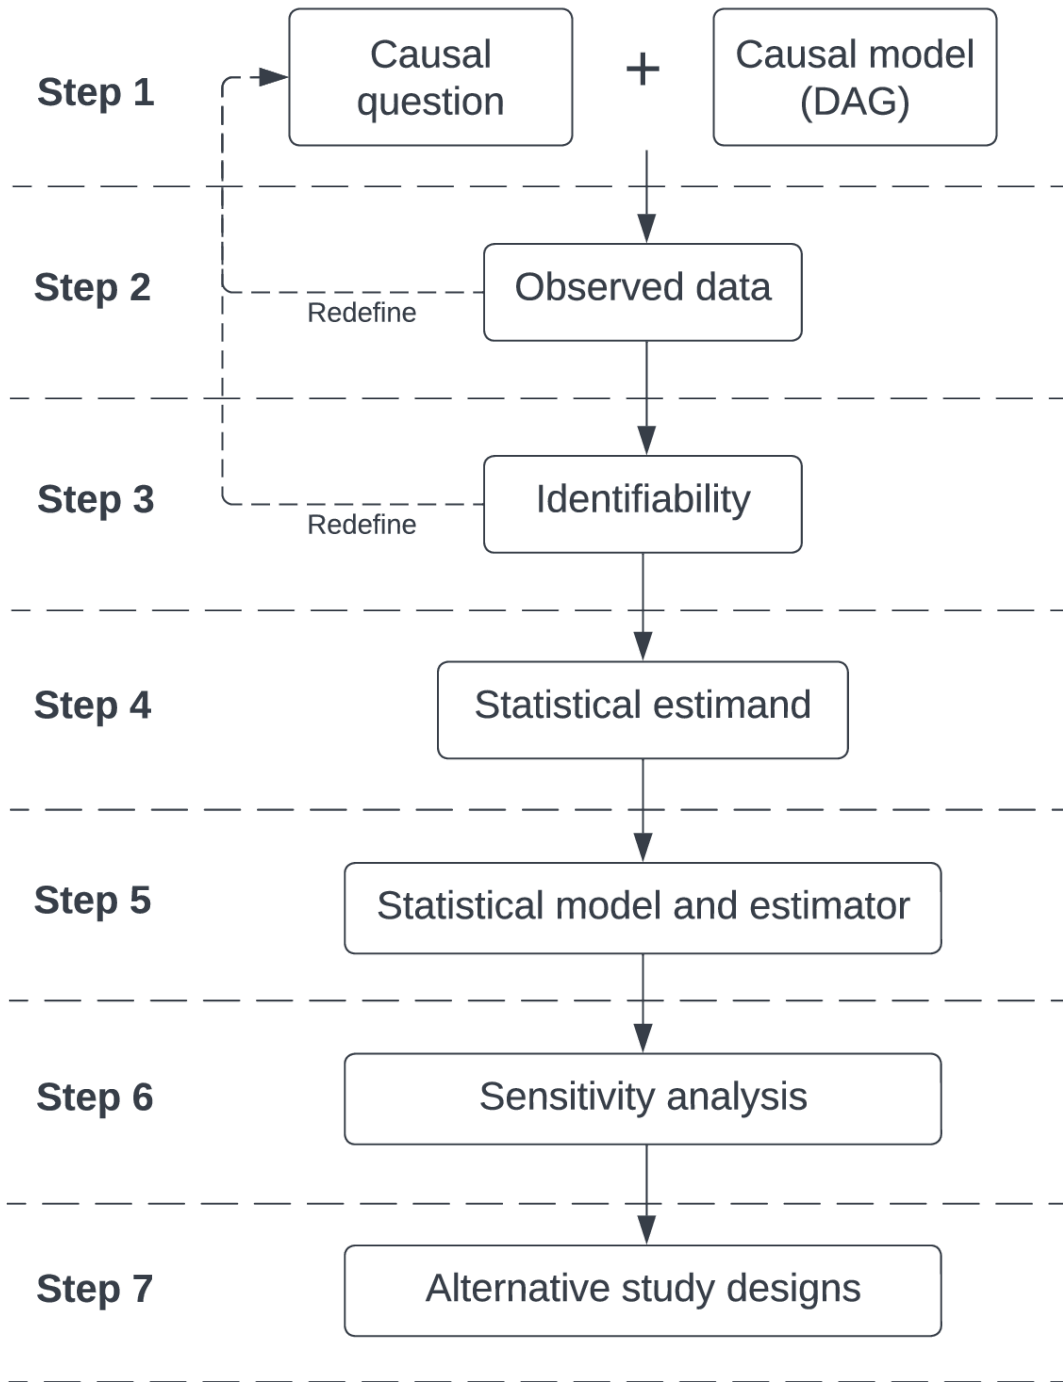 Step 1
Causal
question
+
Causal model
(DAG)
Step 2
Observed data
Redefine
Step 3
Identifiability
Redefine
Step 4
Statistical estimand
Step 5
Statistical model and estimator
Step 6
Sensitivity analysis
Step 7
Alternative study designs